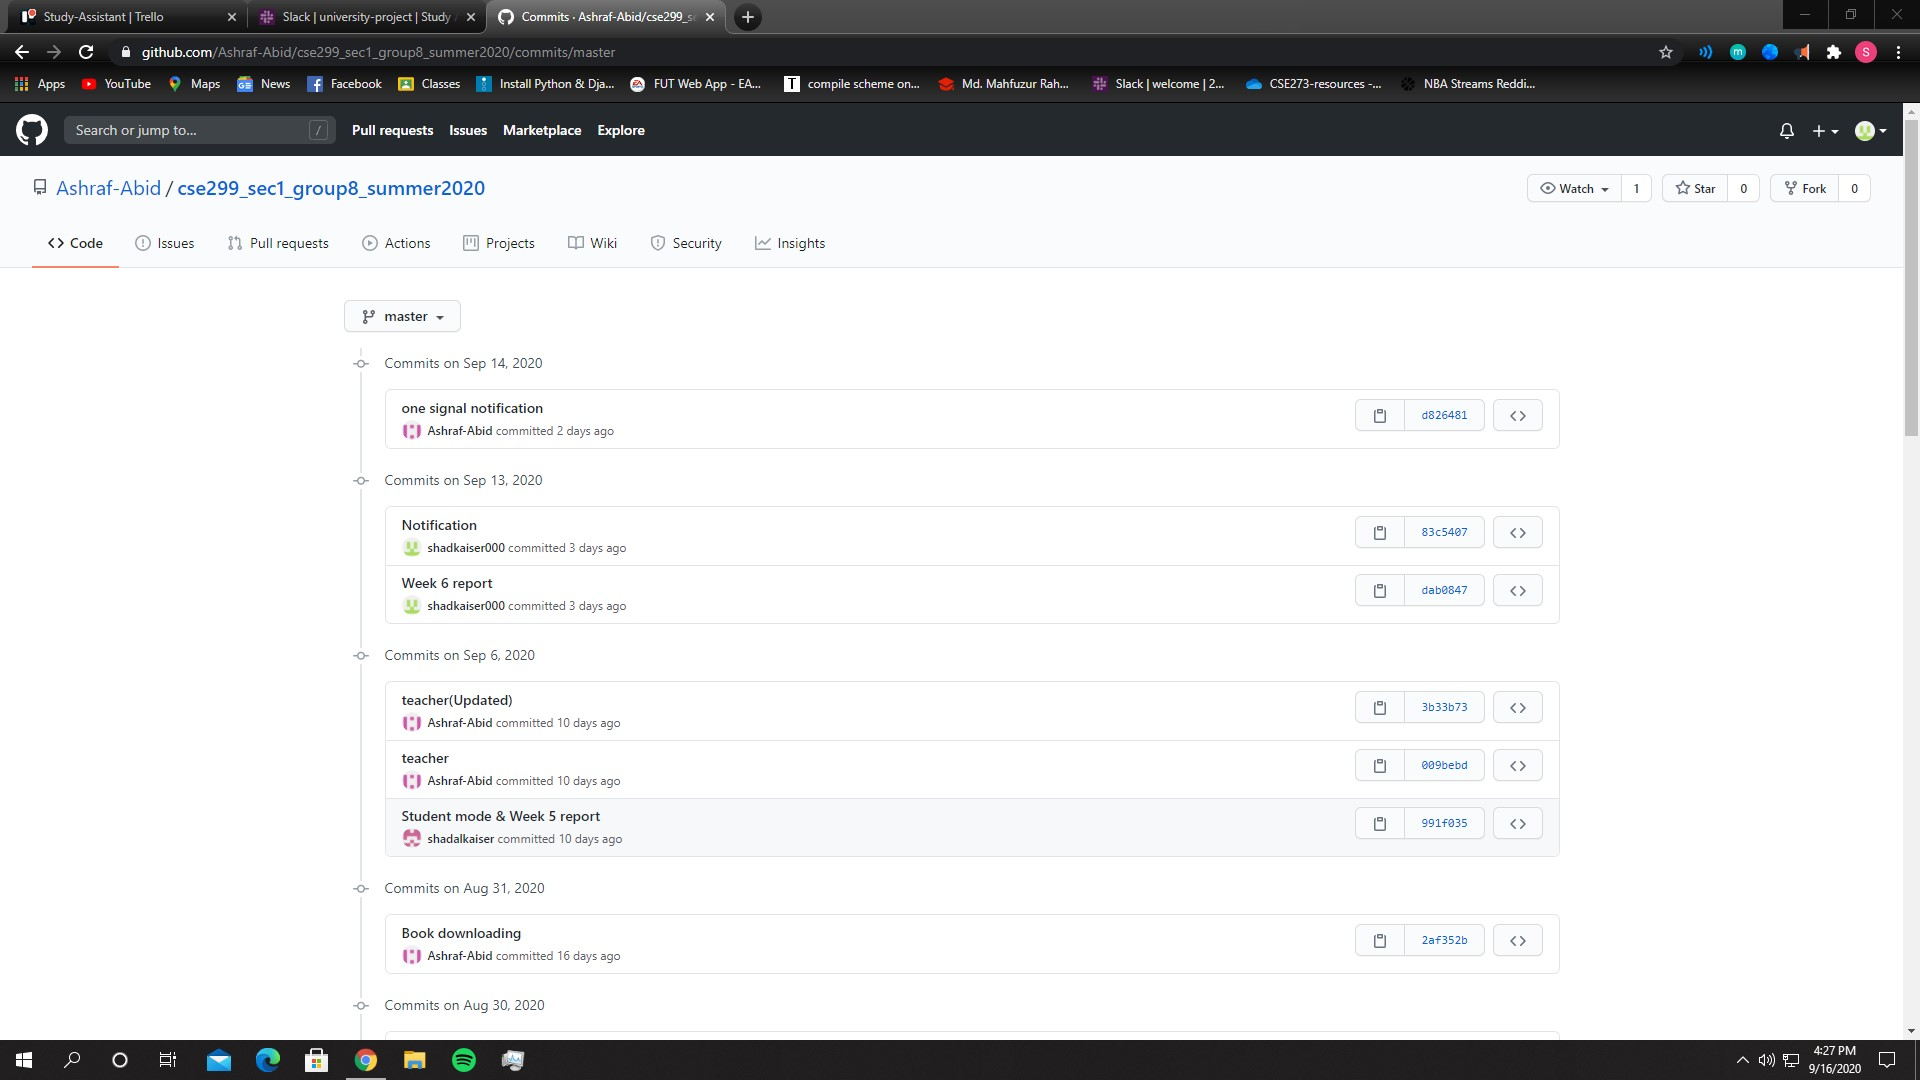 Study-Assistant | Trello
Slack | university-project | Study
Commits · Ashraf-Abid/cse299_s
github.com/Ashraf-Abid/cse299_sec1_group8_summer2020/commits/master
S
Apps
YouTube
Maps
News
Facebook
Classes
Install Python & Dja...
FUT Web App - EA...
compile scheme on...
Md. Mahfuzur Rah...
Slack | welcome | 2...
CSE273-resources -...
NBA Streams Reddi...
Search or jump to...
/
Pull requests
Issues
Marketplace
Explore
Ashraf-Abid / cse299_sec1_group8_summer2020
Watch
1
Star
0
Fork
0
Code
Issues
Pull requests
Actions
Projects
Wiki
Security
Insights
master
Commits on Sep 14, 2020
one signal notification
Ashraf-Abid committed 2 days ago
d826481
Commits on Sep 13, 2020
Notification
shadkaiser000 committed 3 days ago
83c5407
Week 6 report
shadkaiser000 committed 3 days ago
dab0847
Commits on Sep 6, 2020
teacher(Updated)
Ashraf-Abid committed 10 days ago
3b33b73
teacher
Ashraf-Abid committed 10 days ago
009bebd
Student mode & Week 5 report
shadalkaiser committed 10 days ago
991f035
Commits on Aug 31, 2020
Book downloading
Ashraf-Abid committed 16 days ago
2af352b
Commits on Aug 30, 2020
4:27 PM
9/16/2020